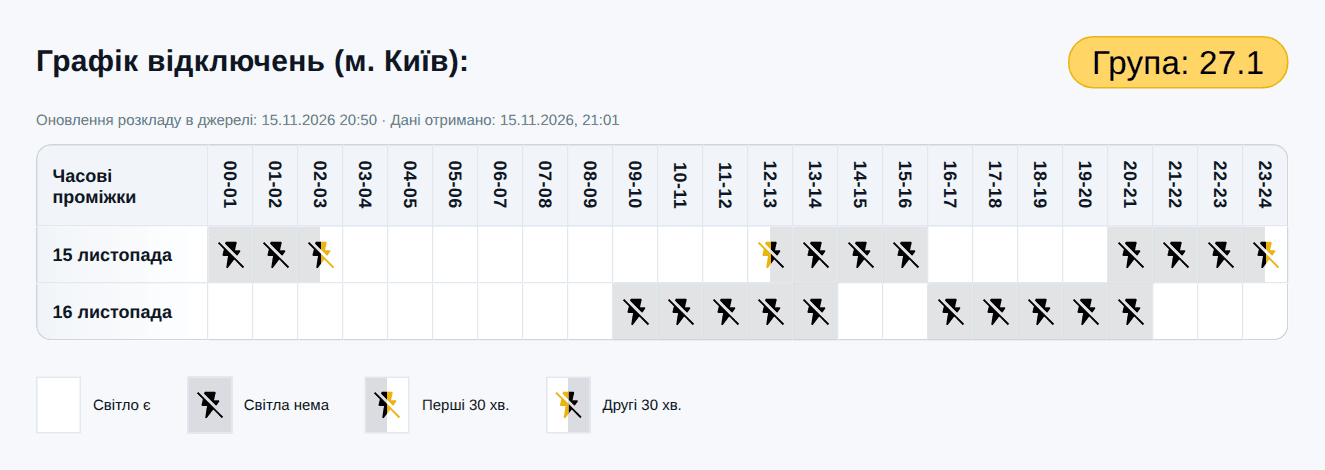 Графік відключень (м. Київ):
Група: 27.1
Оновлення розкладу в джерелі: 15.11.2026 20:50 · Дані отримано: 15.11.2026, 21:01
Часові
проміжки
00-01
01-02
02-03
03-04
04-05
05-06
06-07
07-08
08-09
09-10
10-11
11-12
12-13
13-14
14-15
15-16
16-17
17-18
18-19
19-20
20-21
21-22
22-23
23-24
15 листопада
16 листопада
Світло є
Світла нема
Перші 30 хв.
Другі 30 хв.